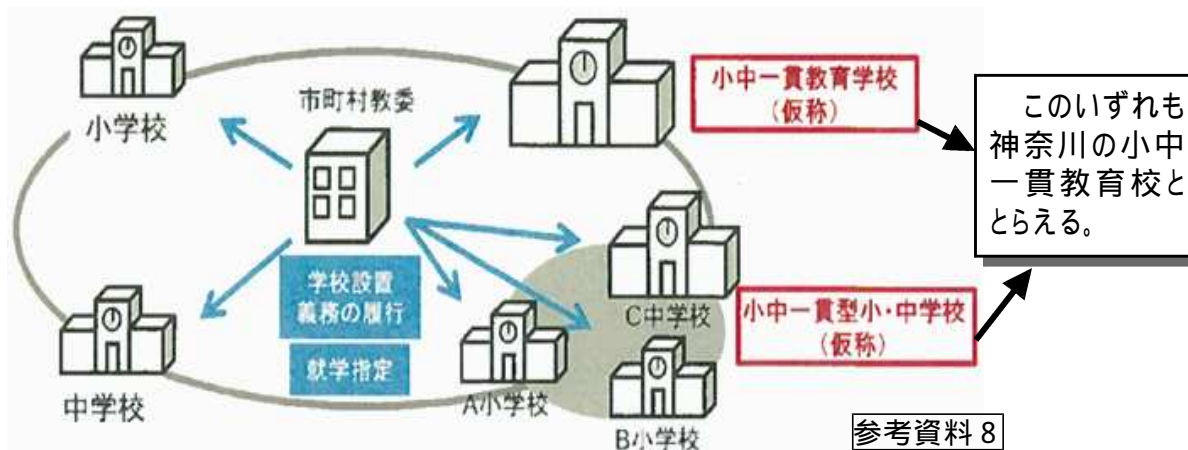 小学校
市町村教委
小中一貫教育学校
(仮称)
このいずれも
神奈川の小中
一貫教育校と
とらえる。
学校設置
義務の履行
就学指定
C中学校
小中一貫型小・中学校
(仮称)
中学校
A小学校
B小学校
参考資料8